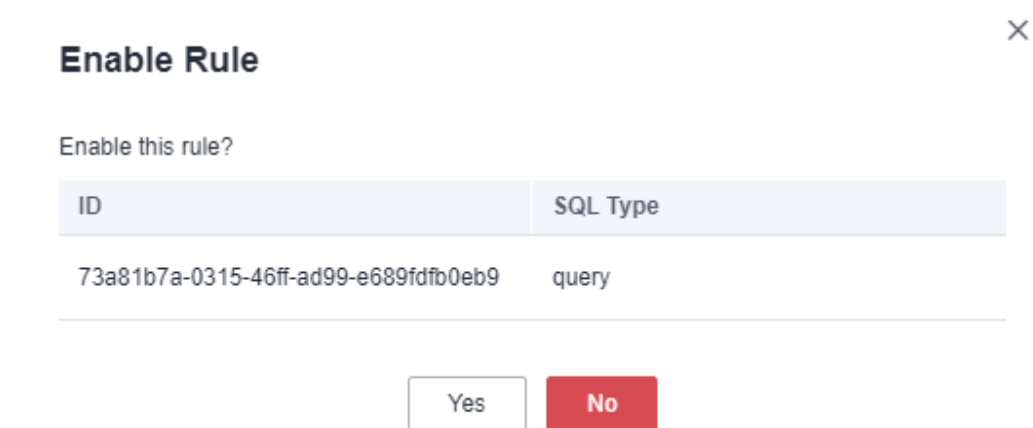 Enable Rule
Enable this rule?
ID SQL Type
73a81b7a-0315-46ff-ad99-e689fdfb0eb9 query
Yes No